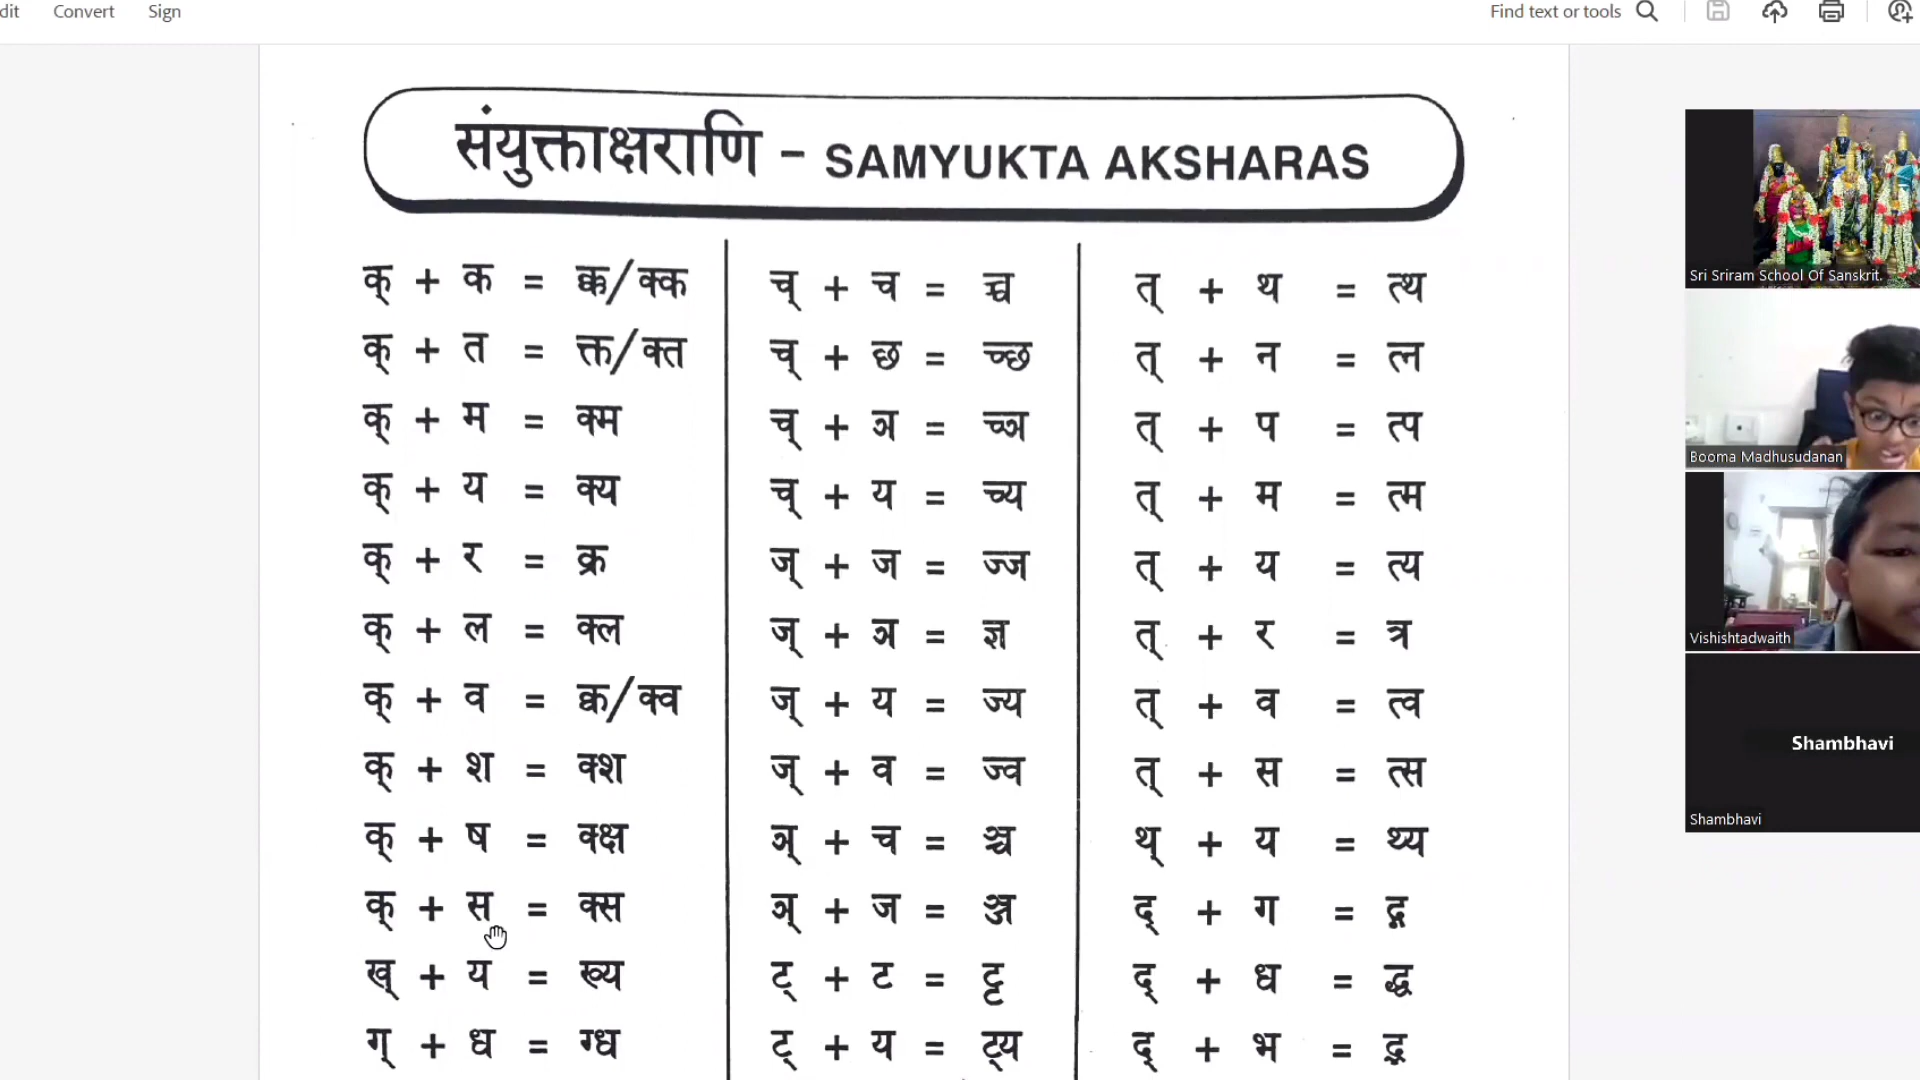 dit Convert Sign Find text or tools
संयुक्ताक्षराणि – SAMYUKTA AKSHARAS
क् + क = क्क/क्‍क
क् + त = क्त/क्‍त
क् + म = क्म
क् + य = क्य
क् + र = क्र
क् + ल = क्ल
क् + व = क्व/क्‍व
क् + श = क्श
क् + ष = क्क्ष
क् + स = क्स
ख् + य = ख्य
ग् + ध = ग्ध
च् + च = च्च
च् + छ = च्छ
च् + ञ = च्ञ
च् + य = च्य
ज् + ज = ज्ज
ज् + ञ = ज्ञ
ज् + य = ज्य
ज् + व = ज्व
ञ् + च = ञ्च
ञ् + ज = ञ्ज
ट् + ट = ट्ट
ट् + य = ट्य
त् + थ = त्थ
त् + न = त्न
त् + प = त्प
त् + म = त्म
त् + य = त्य
त् + र = त्र
त् + व = त्व
त् + स = त्स
थ् + य = थ्य
द् + ग = द्ग
द् + ध = द्ध
द् + भ = द्भ
Sri Sriram School Of Sanskrit.
Booma Madhusudanan
Vishishtadwaith
Shambhavi
Shambhavi